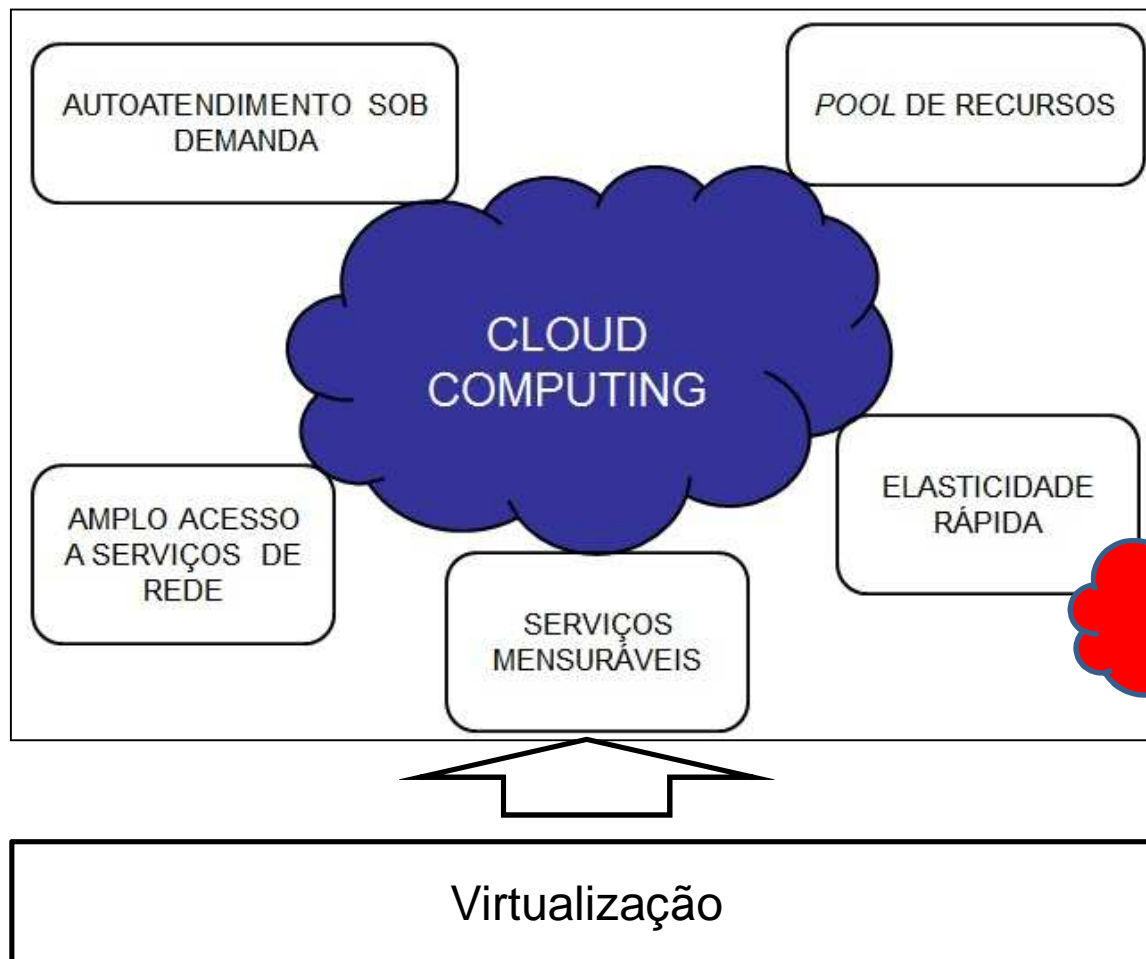 AUTOATENDIMENTO SOB
DEMANDA
POOL DE RECURSOS
CLOUD
COMPUTING
AMPLO ACESSO
A SERVIÇOS DE
REDE
ELASTICIDADE
RÁPIDA
SERVIÇOS
MENSURÁVEIS
Virtualização